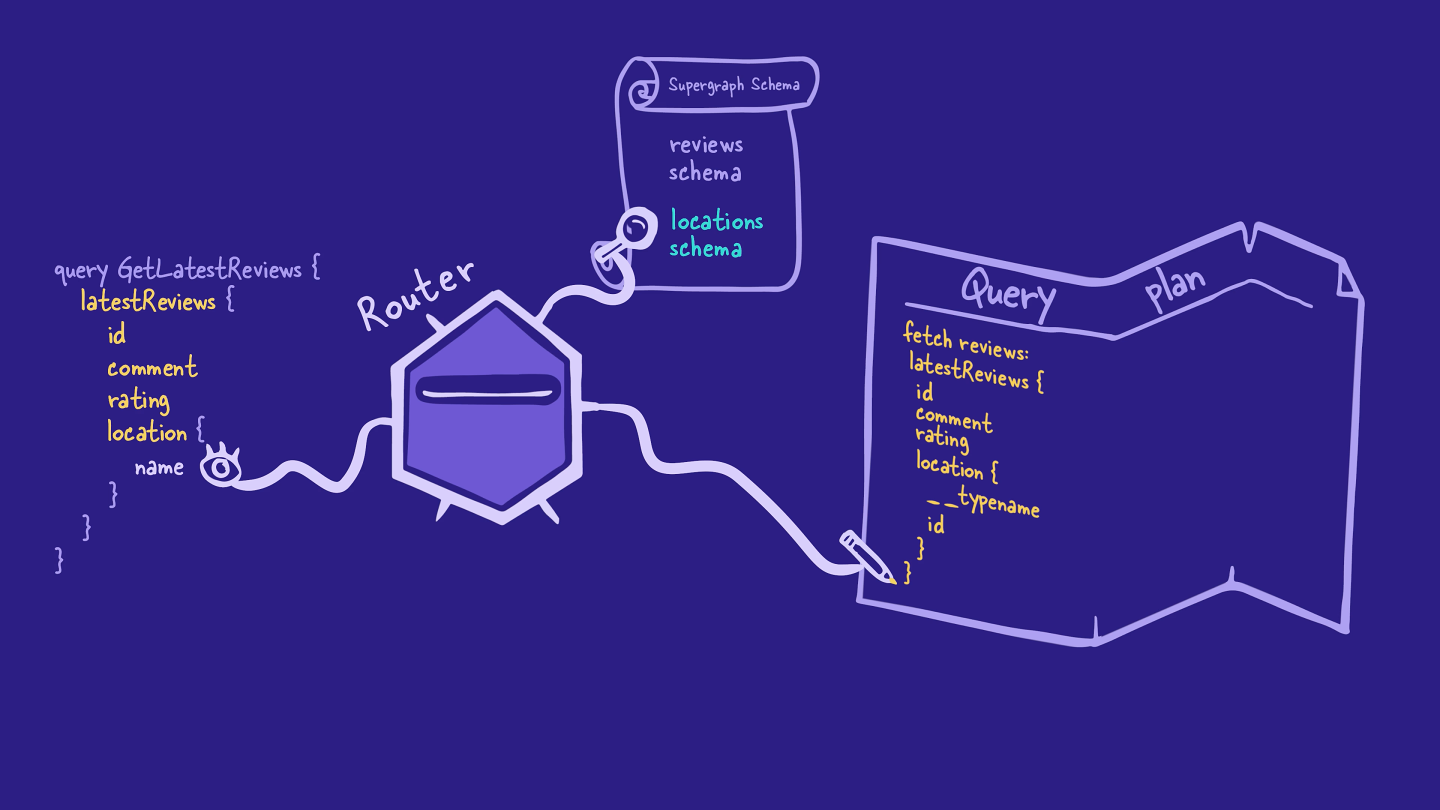 query GetLatestReviews {
latestReviews {
id
comment
rating
location {
name
}
}
}
Router
Supergraph Schema
reviews
schema
locations
schema
Query plan
fetch reviews:
latestReviews {
id
comment
rating
location {
__typename
id
}
}